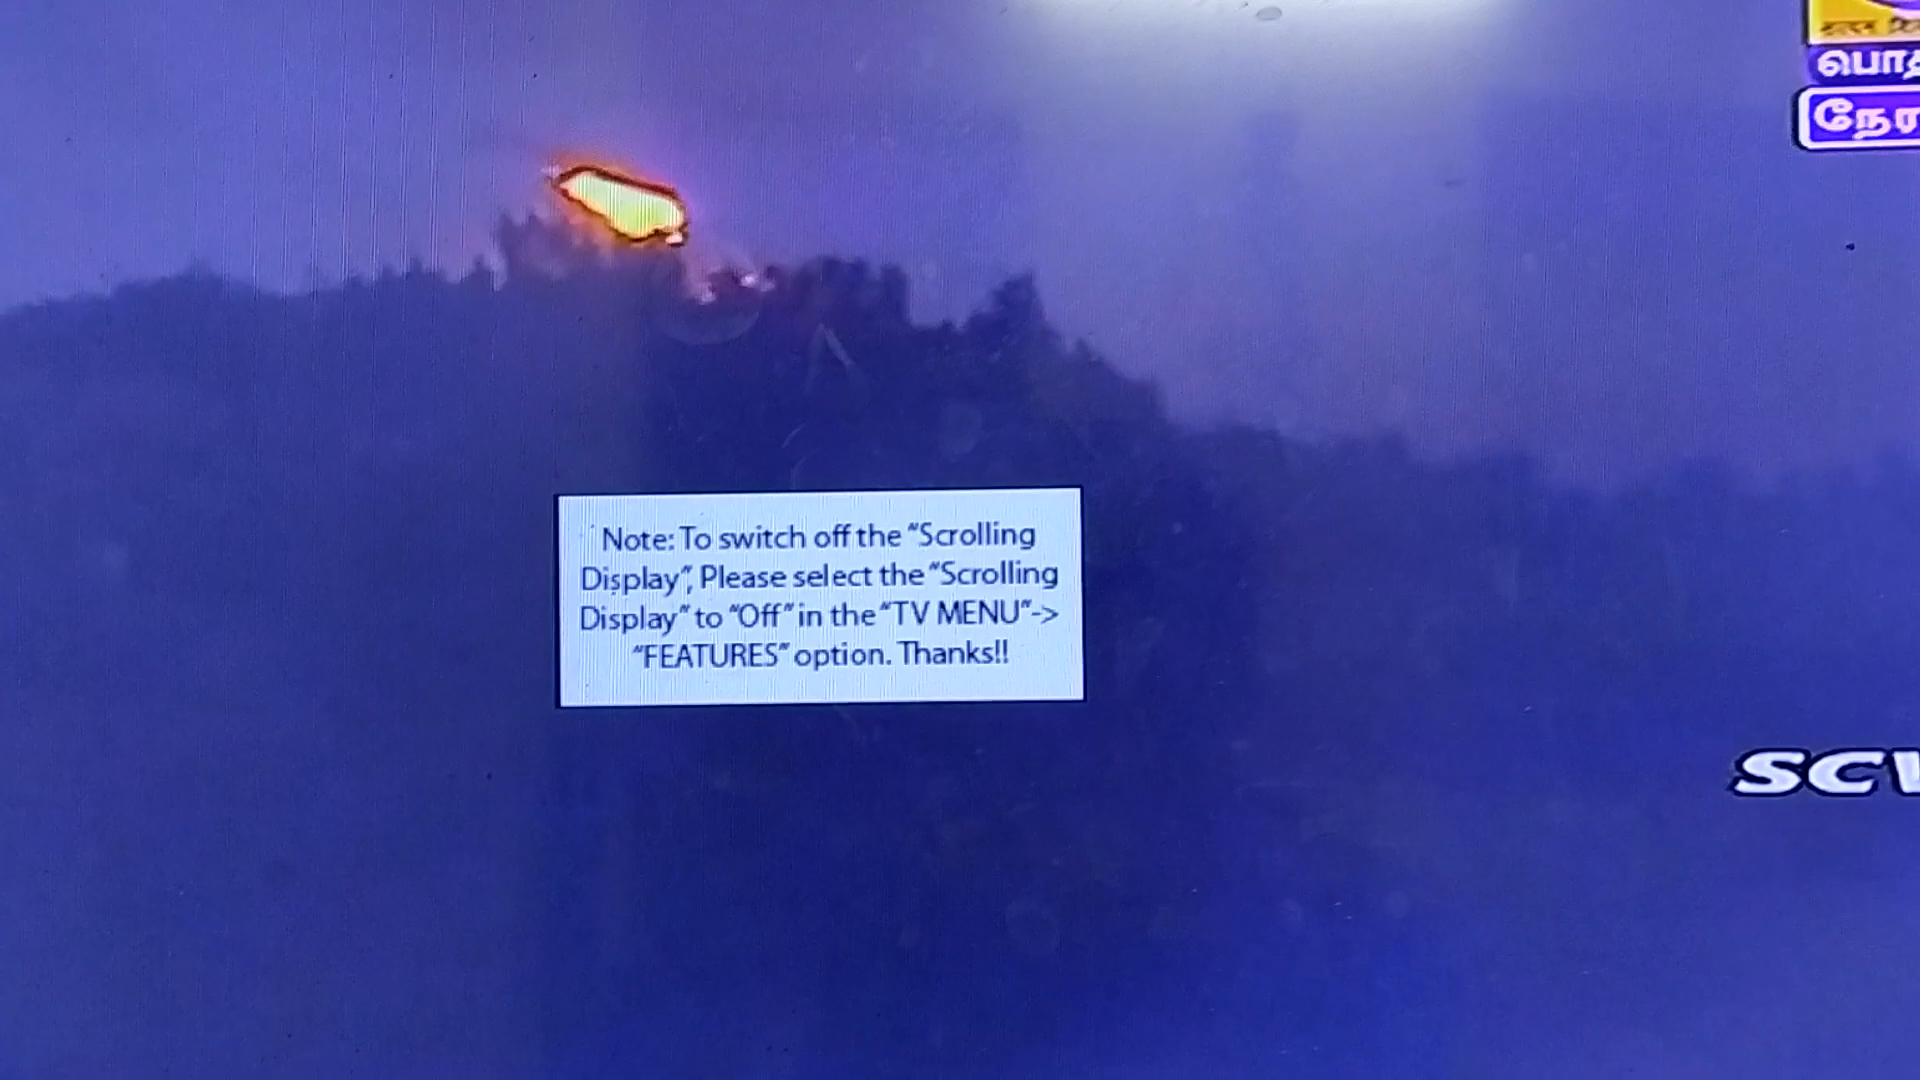 பொத
நேர
Note: To switch off the “Scrolling
Display”, Please select the “Scrolling
Display” to “Off” in the “TV MENU”->
“FEATURES” option. Thanks!!
SCV